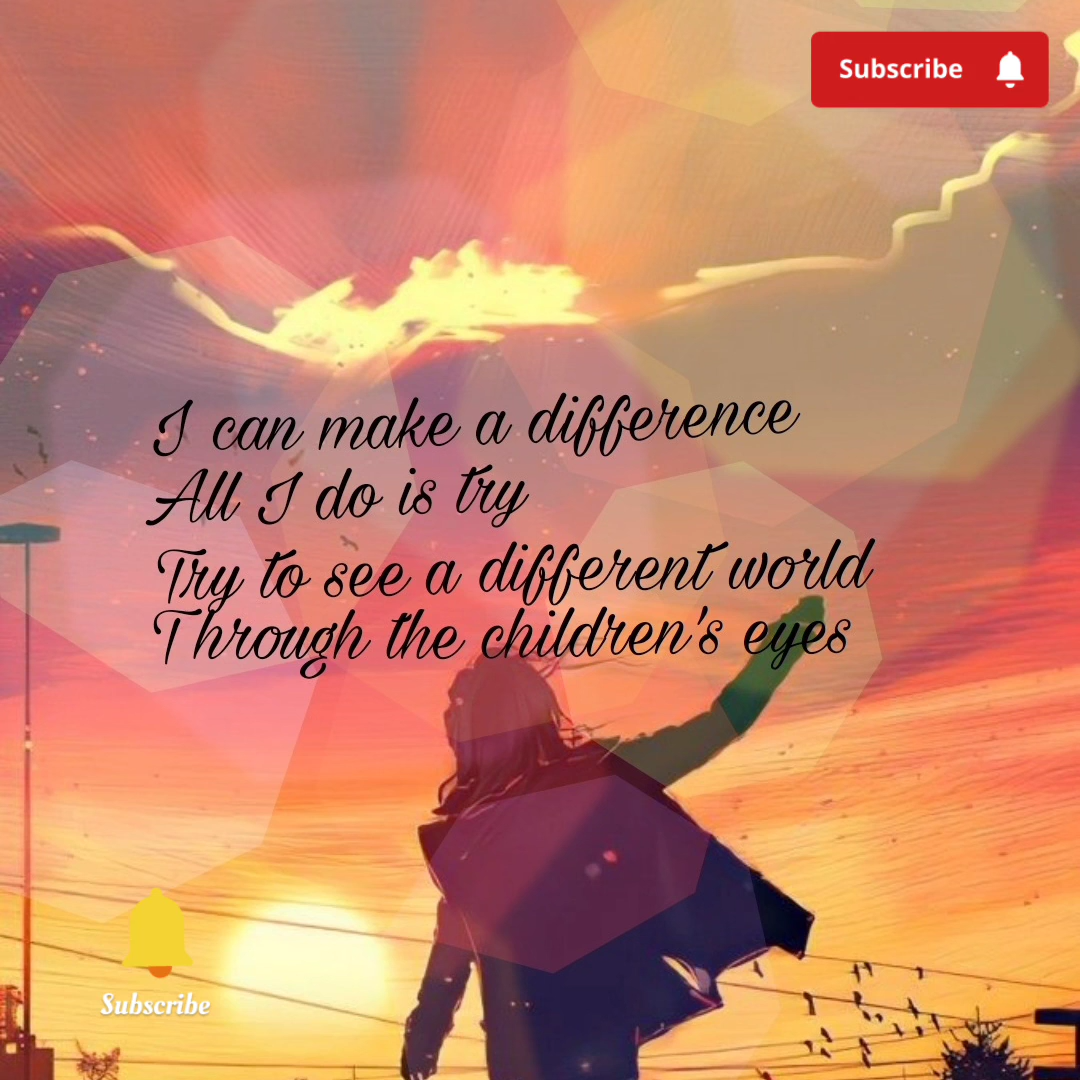 Subscribe
I can make a difference
All I do is try
Try to see a different world
Through the children's eyes
Subscribe